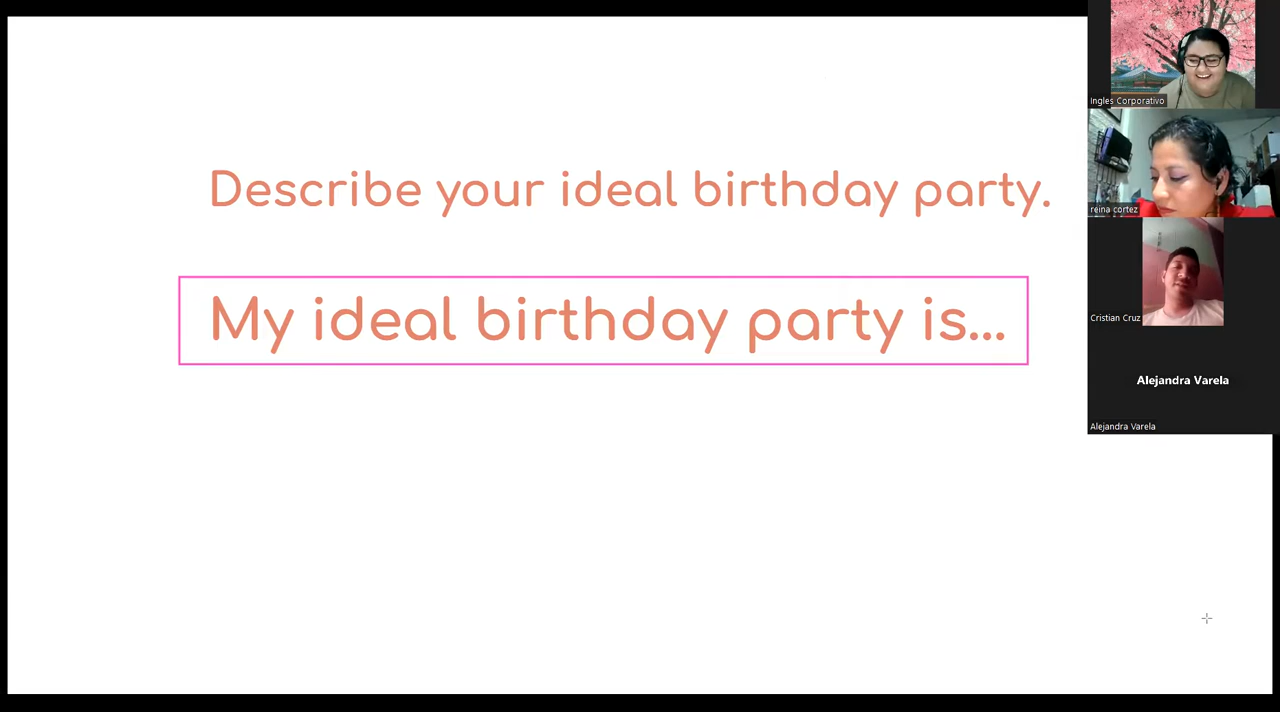 Describe your ideal birthday party.
My ideal birthday party is...
Ingles Corporativo
reina cortez
Cristian Cruz
Alejandra Varela
Alejandra Varela